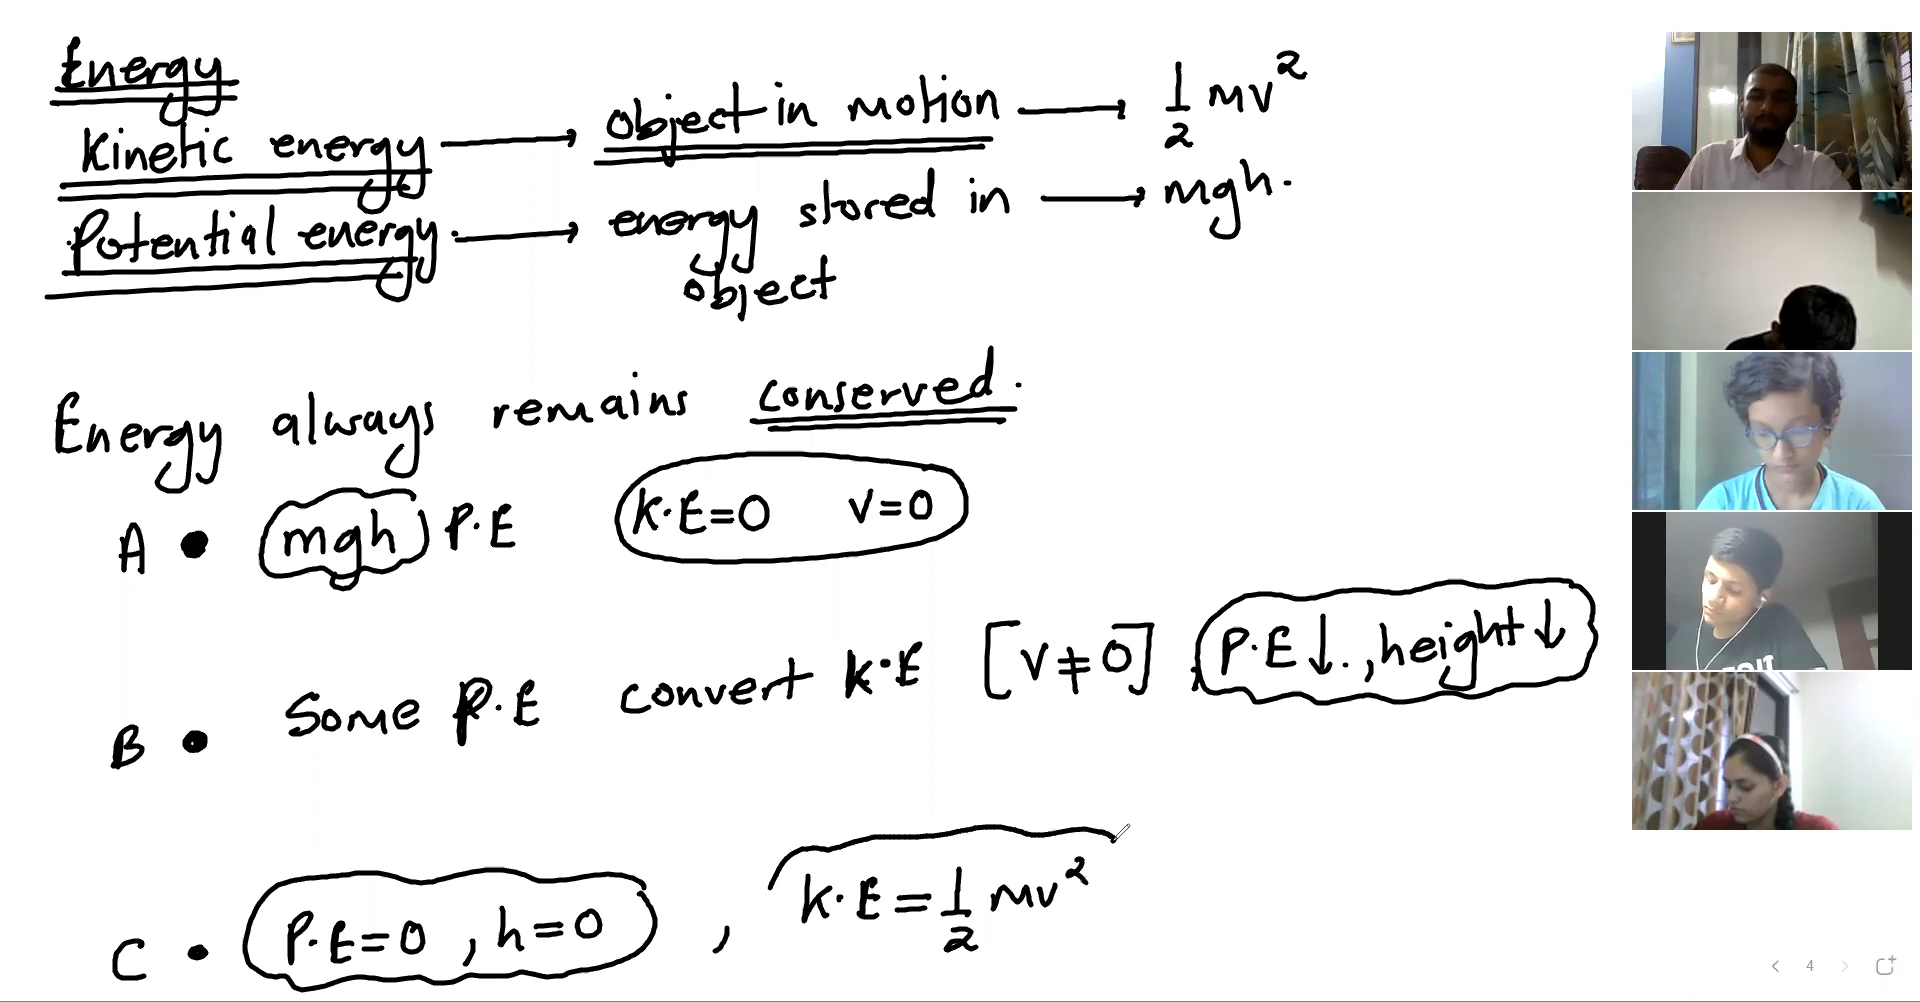 Energy
Kinetic energy → object in motion → 1/2 mv²
Potential energy. → energy stored in → mgh.
object
Energy always remains conserved.
A • mgh P.E K.E=0 v=0
B • Some P.E convert K.E [v≠0] P.E↓., height↓
C • P.E=0 , h=0 , K.E=1/2 mv²
4